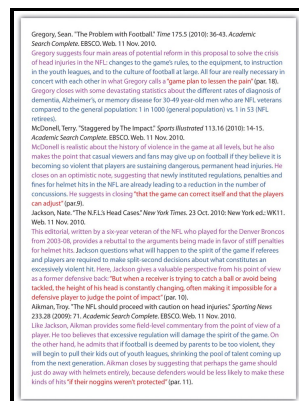 Gregory, Sean. "The Problem with Football." Time 175.5 (2010): 36-43. Academic
Search Complete. EBSCO. Web. 11 Nov. 2010.
Gregory suggests four main areas of potential reform in this proposal to solve the crisis
of head injuries in the NFL: changes to the game's rules, to the equipment, to instruction
in the youth leagues, and to the culture of football at large. All four are really necessary in
concert with each other in what Gregory calls a "game plan to lessen the pain" (par. 18).
Gregory closes with some devastating statistics about the different rates of diagnosis of
dementia, Alzheimer's, or memory disease for 30-49 year-old men who are NFL veterans
compared to the general population: 1 in 1000 (general population) vs. 1 in 53 (NFL
retirees).
McDonell, Terry. "Staggered by The Impact." Sports Illustrated 113.16 (2010): 14-15.
Academic Search Complete. EBSCO. Web. 11 Nov. 2010.
McDonell is realistic about the history of violence in the game at all levels, but he also
makes the point that casual viewers and fans may give up on football if they believe it is
becoming so violent that players are sustaining dangerous, permanent head injuries. He
closes on an optimistic note, suggesting that newly instituted regulations, penalties and
fines for helmet hits in the NFL are already leading to a reduction in the number of
concussions. He suggests in closing "that the game can correct itself and that the players
can adjust" (par.9).
Jackson, Nate. "The N.F.L.'s Head Cases." New York Times. 23 Oct. 2010: New York ed.: WK11.
Web. 11 Nov. 2010.
This editorial, written by a six-year veteran of the NFL who played for the Denver Broncos
from 2003-08, provides a rebuttal to the arguments being made in favor of stiff penalties
for helmet hits. Jackson questions what will happen to the spirit of the game if referees
and players are required to make split-second decisions about what constitutes an
excessively violent hit. Here, Jackson gives a valuable perspective from his point of view
as a former defensive back: "But when a receiver is trying to catch a ball or avoid being
tackled, the height of his head is constantly changing, often making it impossible for a
defensive player to judge the point of impact" (par. 10).
Aikman, Troy. "The NFL should proceed with caution on head injuries." Sporting News
233.28 (2009): 71. Academic Search Complete. EBSCO. Web. 11 Nov. 2010.
Like Jackson, Aikman provides some field-level commentary from the point of view of a
player. He too believes that excessive regulation will damage the spirit of the game. On
the other hand, he admits that if football is deemed by parents to be too violent, they
will begin to pull their kids out of youth leagues, shrinking the pool of talent coming up
from the next generation. Aikman closes by suggesting that perhaps the game should
just do away with helmets entirely, because defenders would be less likely to make these
kinds of hits "if their noggins weren't protected" (par. 11).